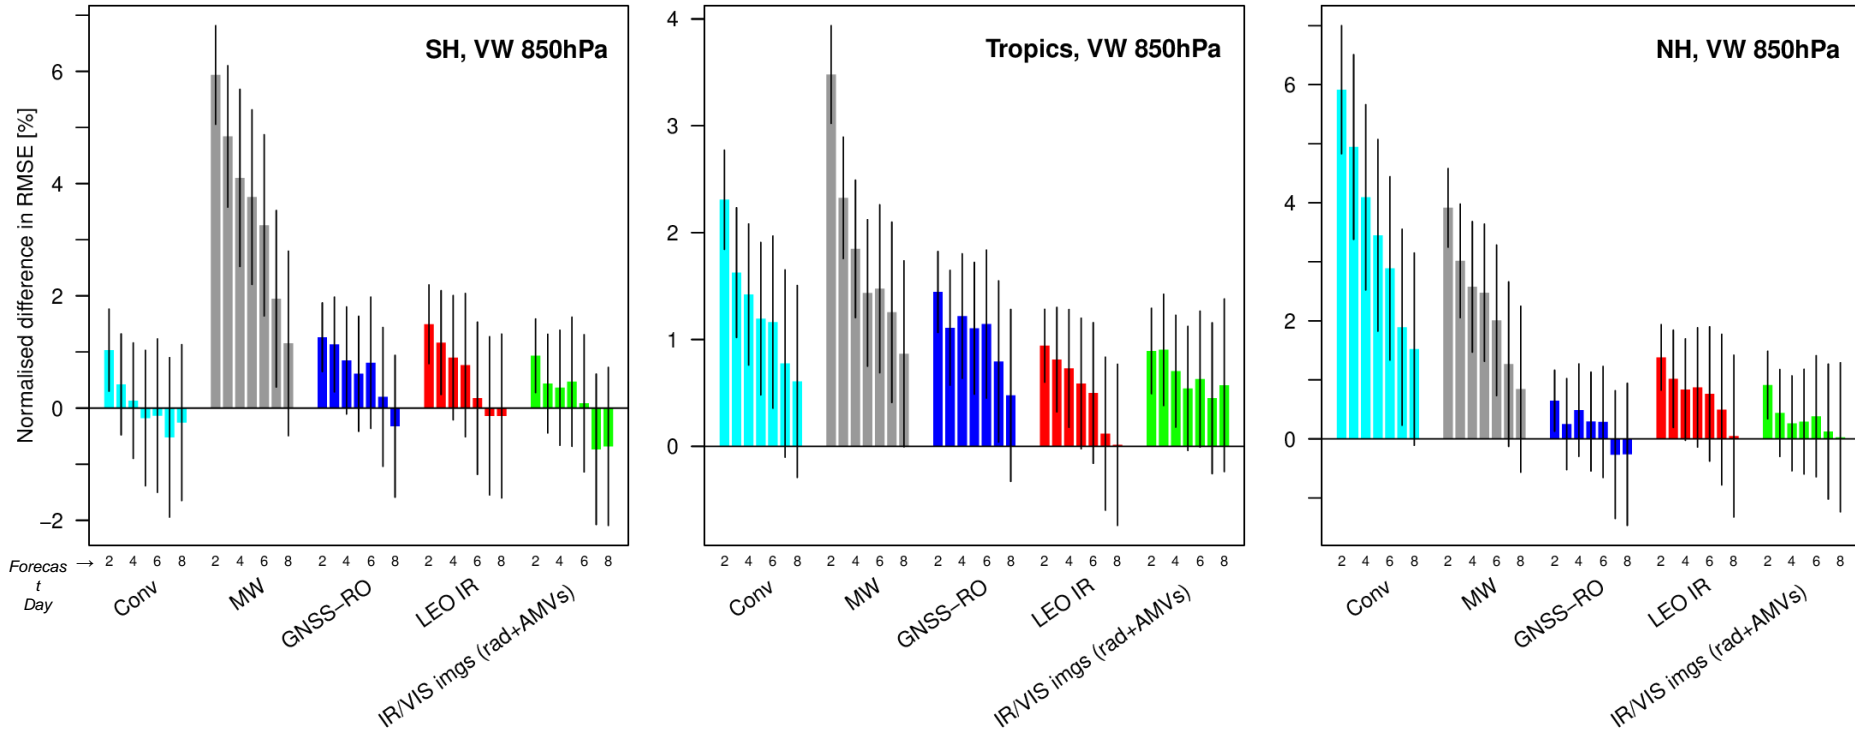 SH, VW 850hPa
Normalised difference in RMSE [%]
6
4
2
0
−2
Forecas
t
Day
→
2 4 6 8 2 4 6 8 2 4 6 8 2 4 6 8 2 4 6 8
Conv
MW
GNSS−RO
LEO IR
IR/VIS imgs (rad+AMVs)
Tropics, VW 850hPa
4
3
2
1
0
2 4 6 8 2 4 6 8 2 4 6 8 2 4 6 8 2 4 6 8
Conv
MW
GNSS−RO
LEO IR
IR/VIS imgs (rad+AMVs)
NH, VW 850hPa
6
4
2
0
2 4 6 8 2 4 6 8 2 4 6 8 2 4 6 8 2 4 6 8
Conv
MW
GNSS−RO
LEO IR
IR/VIS imgs (rad+AMVs)